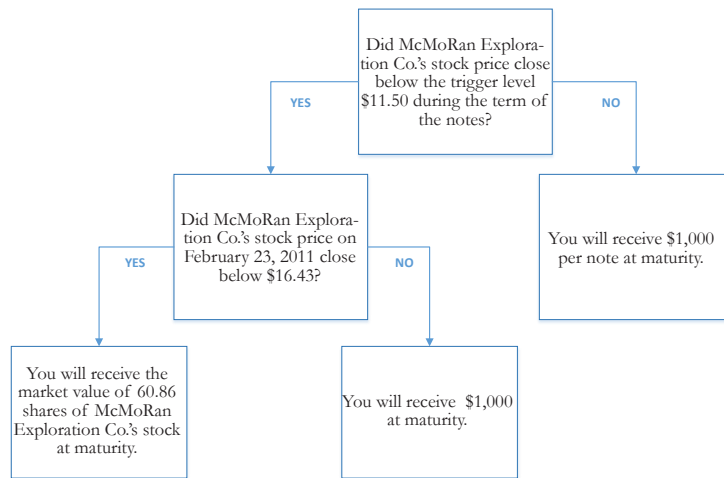 Did McMoRan Explora-
tion Co.'s stock price close
below the trigger level
$11.50 during the term of
the notes?
YES
NO
Did McMoRan Explora-
tion Co.'s stock price on
February 23, 2011 close
below $16.43?
You will receive $1,000
per note at maturity.
YES
NO
You will receive the
market value of 60.86
shares of McMoRan
Exploration Co.'s stock
at maturity.
You will receive $1,000
at maturity.